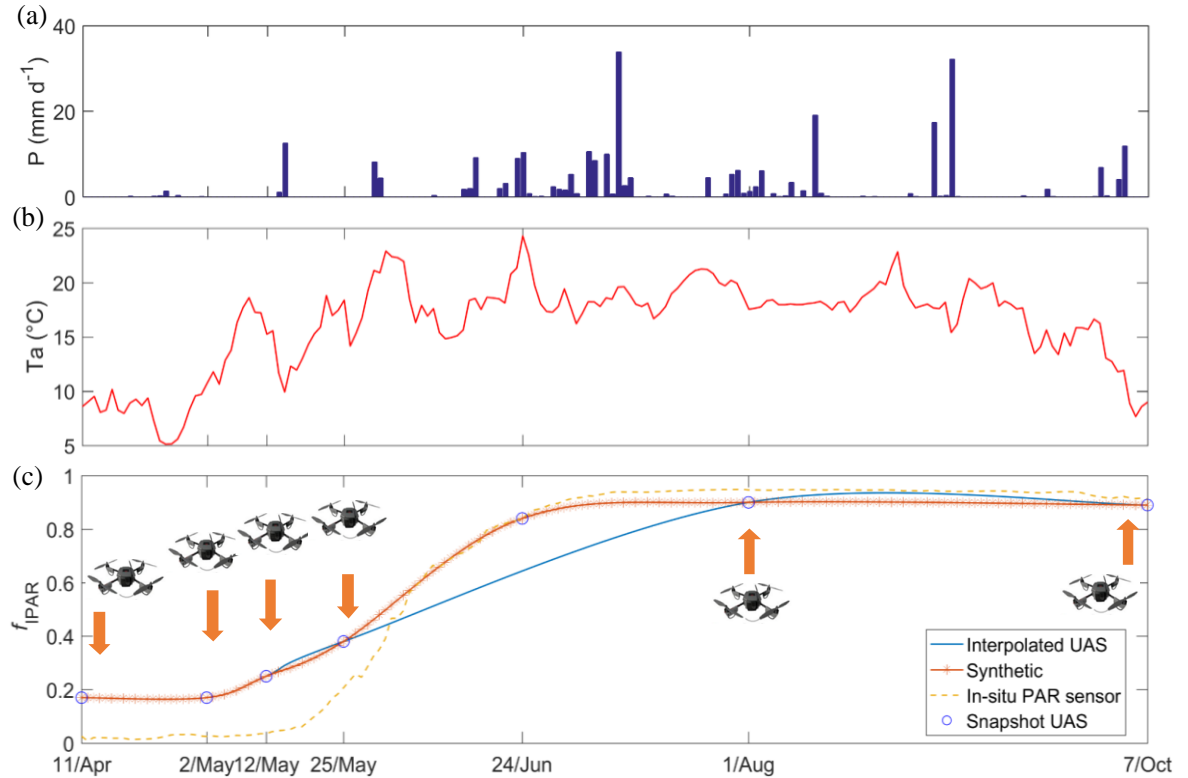 (a)
40
20
0
P (mm d⁻¹)
(b)
25
20
15
10
5
Ta (°C)
(c)
1
0.8
0.6
0.4
0.2
0
fIPAR
Interpolated UAS
Synthetic
In-situ PAR sensor
Snapshot UAS
11/Apr 2/May 12/May 25/May 24/Jun 1/Aug 7/Oct